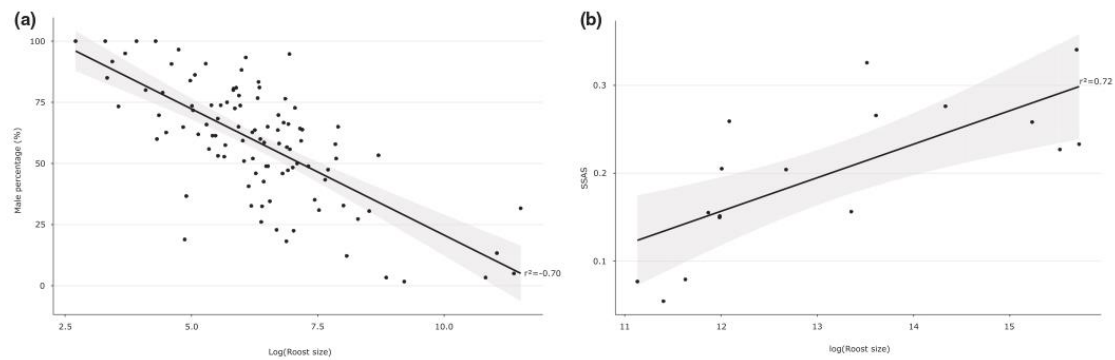 (a)
100
75
50
25
0
Male percentage (%)
r²=-0.70
2.5 5.0 7.5 10.0
Log(Roost size)
(b)
0.3
0.2
0.1
SSAS
r²=0.72
11 12 13 14 15
log(Roost size)